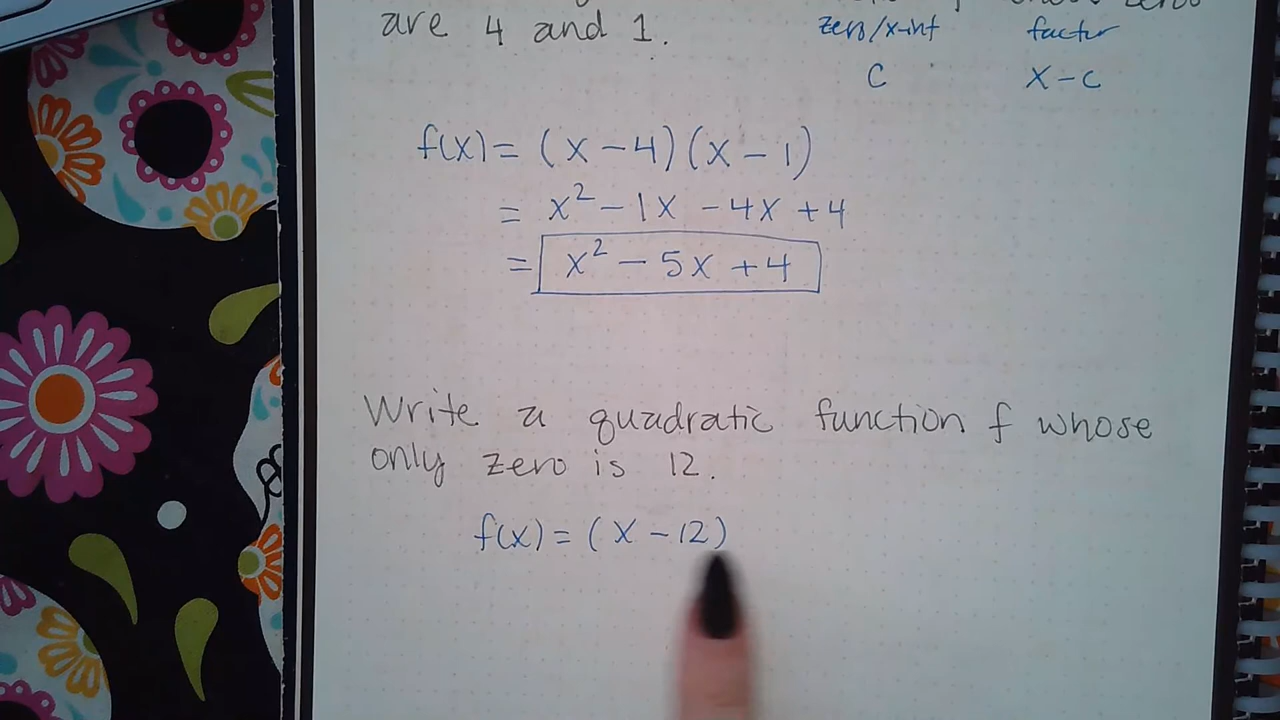 are 4 and 1.
zero/x-int factor
c x-c
f(x) = (x-4)(x-1)
= x² - 1x - 4x + 4
= x² - 5x + 4
Write a quadratic function f whose
only zero is 12.
f(x) = (x-12)